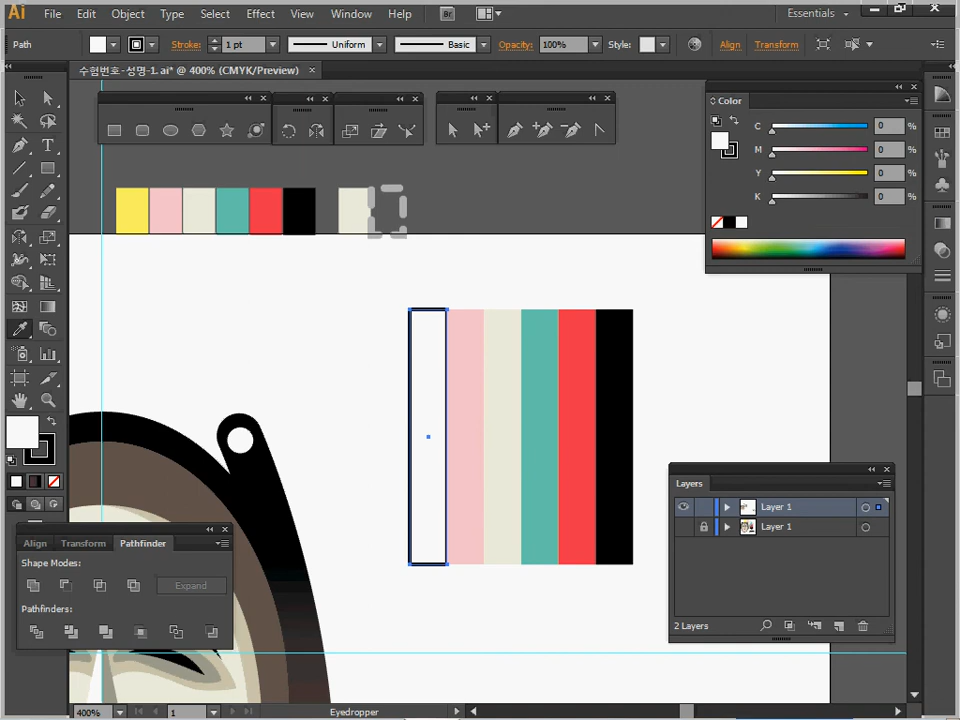 Ai File Edit Object Type Select Effect View Window Help Br Essentials
Path Stroke: 1 pt Uniform Basic Opacity: 100% Style: Align Transform
수험번호-성명-1.ai* @ 400% (CMYK/Preview)
Color
C 0 %
M 0 %
Y 0 %
K 0 %
Layers
Layer 1
Layer 1
2 Layers
Align Transform Pathfinder
Shape Modes:
Expand
Pathfinders:
400% 1 Eyedropper